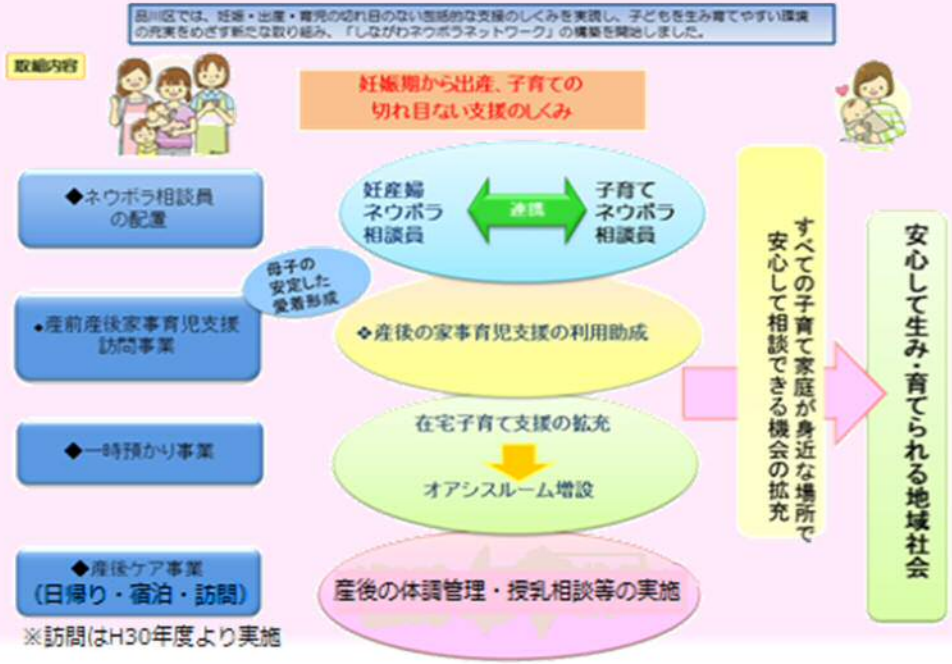 品川区では、妊娠・出産・育児の切れ目のない包括的な支援のしくみを実現し、子どもを生み育てやすい環境
の充実をめざす新たな取り組み、「しながわネウボラネットワーク」の構築を開始しました。
取組内容
妊娠期から出産、子育ての
切れ目ない支援のしくみ
◆ネウボラ相談員
の配置
妊産婦
ネウボラ
相談員
連携
子育て
ネウボラ
相談員
母子の
安定した
愛着形成
◆産前産後家事育児支援
訪問事業
❖産後の家事育児支援の利用助成
◆一時預かり事業
在宅子育て支援の拡充
オアシスルーム増設
◆産後ケア事業
(日帰り・宿泊・訪問)
※訪問はH30年度より実施
産後の体調管理・授乳相談等の実施
すべての子育て家庭が身近な場所で
安心して相談できる機会の拡充
安心して生み・育てられる地域社会